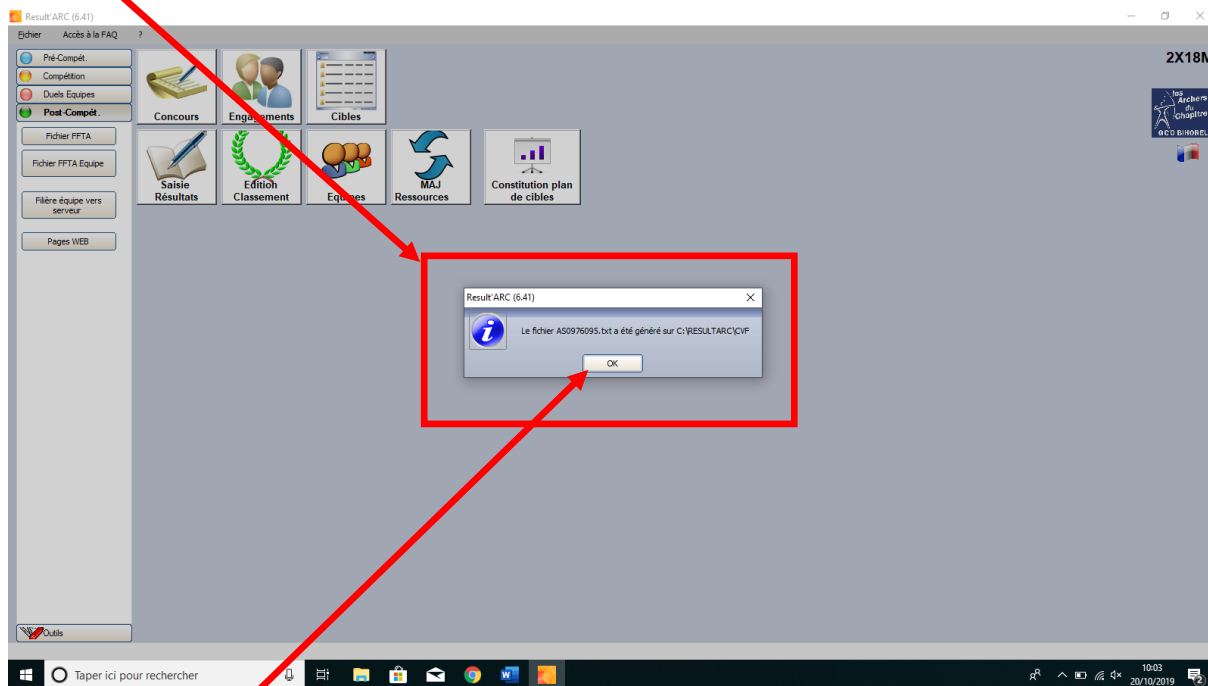 Result'ARC (6.41)
Fichier Accès à la FAQ ?
Pré-Compét.
Compétition
Duels Equipes
Post-Compét.
Fichier FFTA
Fichier FFTA Equipe
Filière équipe vers
serveur
Pages WEB
Outils
Concours
Engagements
Cibles
Saisie
Résultats
Edition
Classement
Equipes
MAJ
Ressources
Constitution plan
de cibles
2X18M
les
Archers
du
Chapitre
OCD BIHOREL
Result'ARC (6.41)
Le fichier AS0976095.txt a été généré sur C:\RESULTARC\CVF
OK
Taper ici pour rechercher
10:03
20/10/2019
2